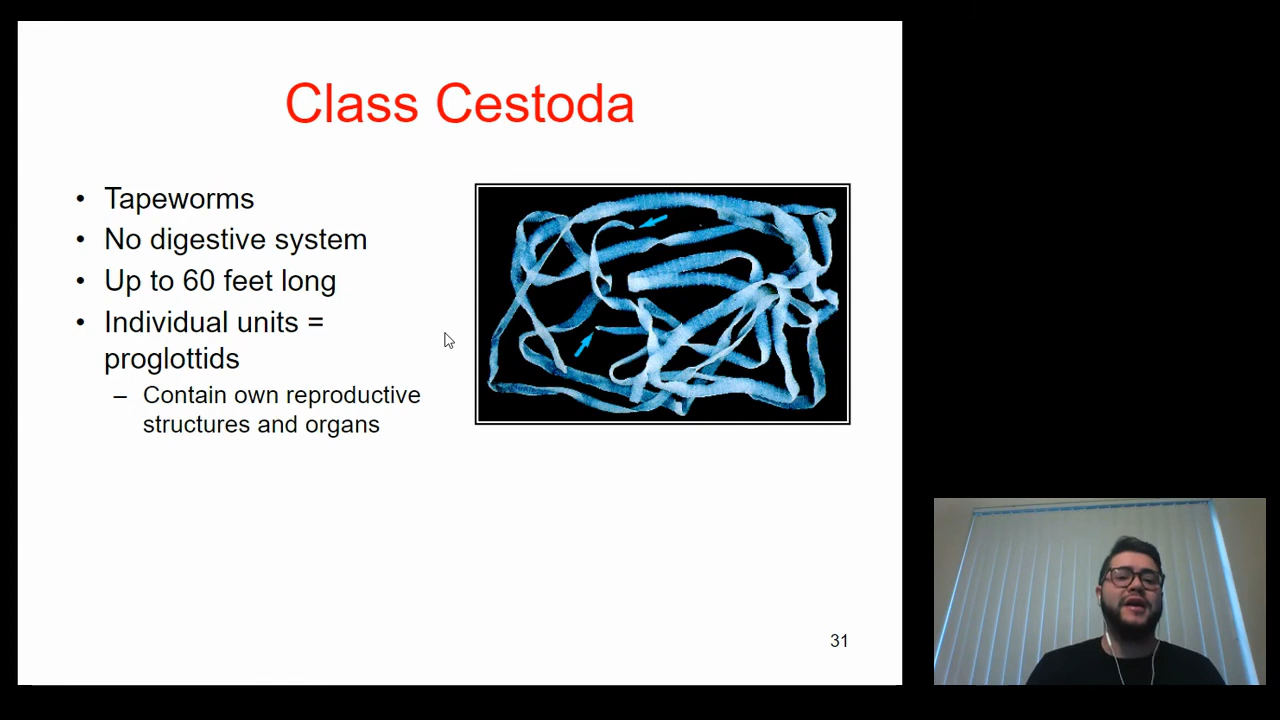 Class Cestoda
• Tapeworms
• No digestive system
• Up to 60 feet long
• Individual units =
proglottids
– Contain own reproductive
structures and organs
31